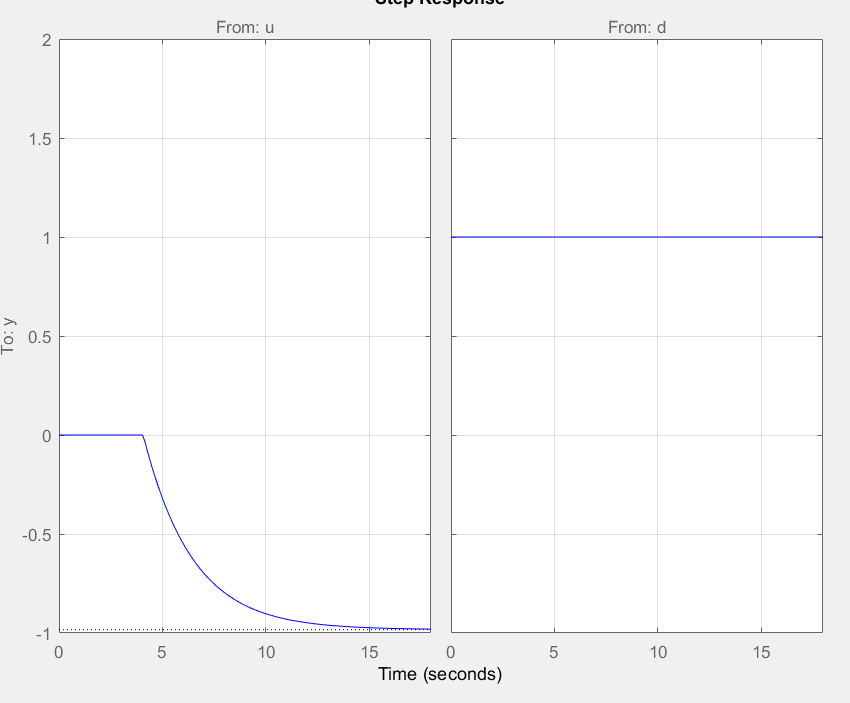 Step Response
From: u
From: d
To: y
2
1.5
1
0.5
0
-0.5
-1
0 5 10 15
0 5 10 15
Time (seconds)